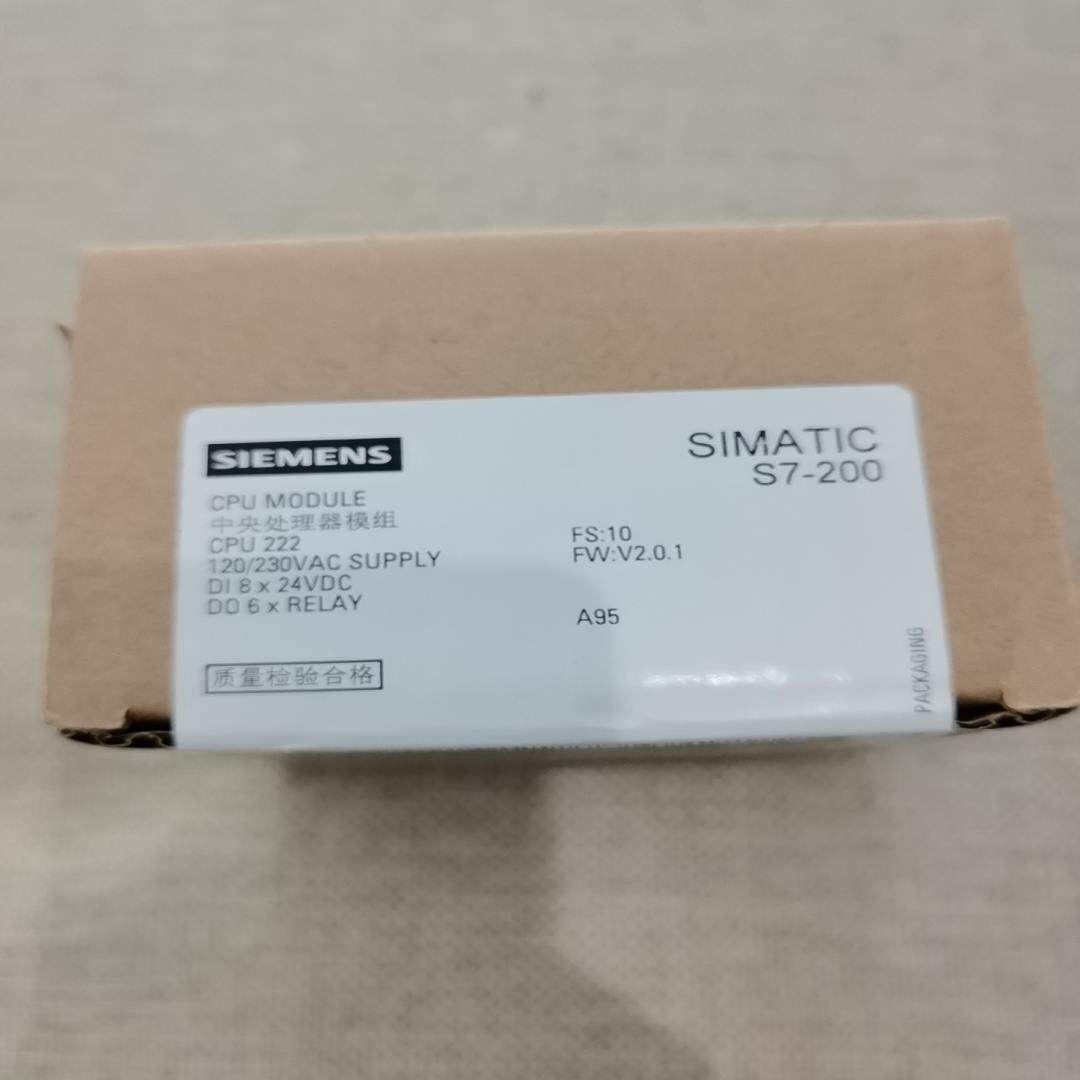 SIEMENS
SIMATIC
S7-200
CPU MODULE
中央处理器模组
CPU 222
120/230VAC SUPPLY
DI 8 x 24VDC
DO 6 x RELAY
FS:10
FW:V2.0.1
A95
质量检验合格
PACKAGING